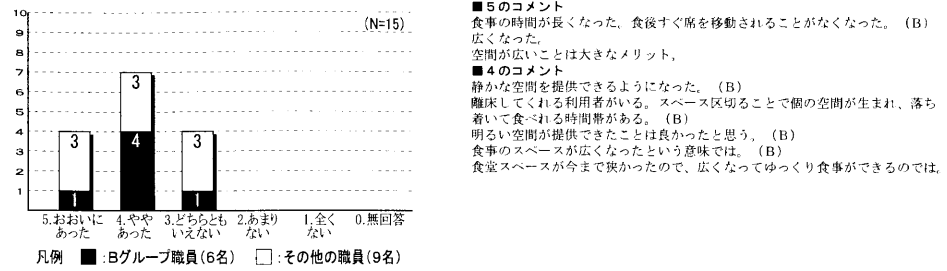 10
9
8
7
6
5
4
3
2
1
(N=15)
3
1
3
4
3
1
5.おおいに
あった
4.やや
あった
3.どちらとも
いえない
2.あまり
ない
1.全く
ない
0.無回答
凡例 ■:Bグループ職員(6名) □:その他の職員(9名)
■5のコメント
食事の時間が長くなった、食後すぐ席を移動されることがなくなった。(B)
広くなった。
空間が広いことは大きなメリット。
■4のコメント
静かな空間を提供できるようになった。(B)
離床してくれる利用者がいる。スペース区切ることで個の空間が生まれ、落ち
着いて食べれる時間帯がある。(B)
明るい空間が提供できたことは良かったと思う。(B)
食事のスペースが広くなったという意味では。(B)
食堂スペースが今まで狭かったので、広くなってゆっくり食事ができるのでは。